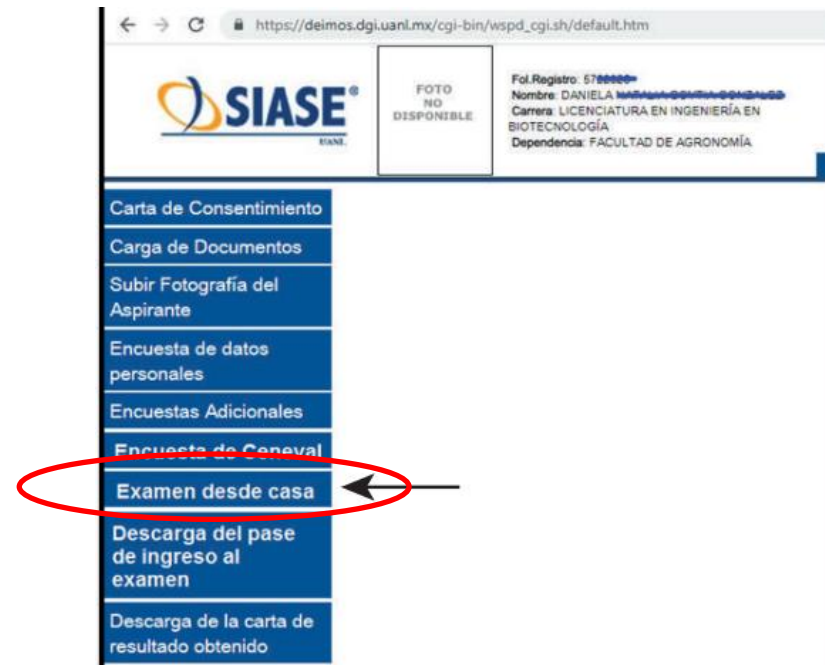 https://deimos.dgi.uanl.mx/cgi-bin/wspd_cgi.sh/default.htm
SIASE®
UANL
FOTO
NO
DISPONIBLE
Fol.Registro: 57
Nombre: DANIELA
Carrera: LICENCIATURA EN INGENIERÍA EN
BIOTECNOLOGÍA
Dependencia: FACULTAD DE AGRONOMÍA
Carta de Consentimiento
Carga de Documentos
Subir Fotografía del
Aspirante
Encuesta de datos
personales
Encuestas Adicionales
Encuesta de Ceneval
Examen desde casa
Descarga del pase
de ingreso al
examen
Descarga de la carta de
resultado obtenido